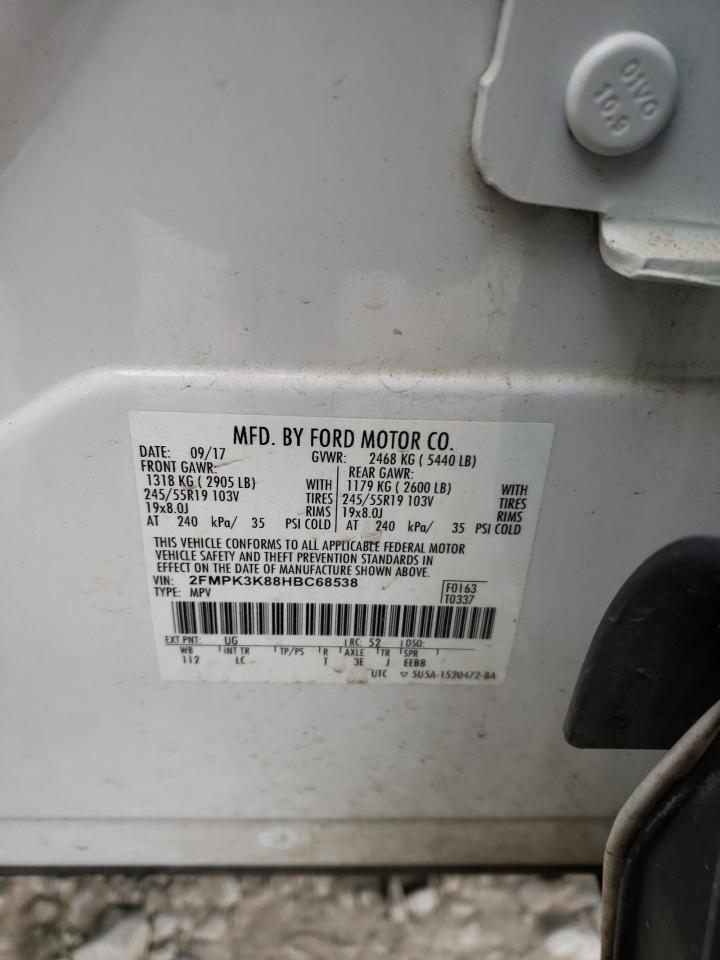 OIVO
10.9
MFD. BY FORD MOTOR CO.
DATE: 09/17 GVWR: 2468 KG ( 5440 LB)
FRONT GAWR: REAR GAWR:
1318 KG ( 2905 LB) WITH 1179 KG ( 2600 LB) WITH
245/55R19 103V TIRES 245/55R19 103V TIRES
19x8.0J RIMS 19x8.0J RIMS
AT 240 kPa/ 35 PSI COLD AT 240 kPa/ 35 PSI COLD
THIS VEHICLE CONFORMS TO ALL APPLICABLE FEDERAL MOTOR
VEHICLE SAFETY AND THEFT PREVENTION STANDARDS IN
EFFECT ON THE DATE OF MANUFACTURE SHOWN ABOVE.
VIN: 2FMPK3K88HBC68538 F0163
TYPE: MPV T0337
EXT PNT: UG RC: 52 DSO:
WB INT TR TP/PS R AXLE TR SPR
112 LC T 3E J EEB8
UTC ▽ 5U5A-1520472-BA